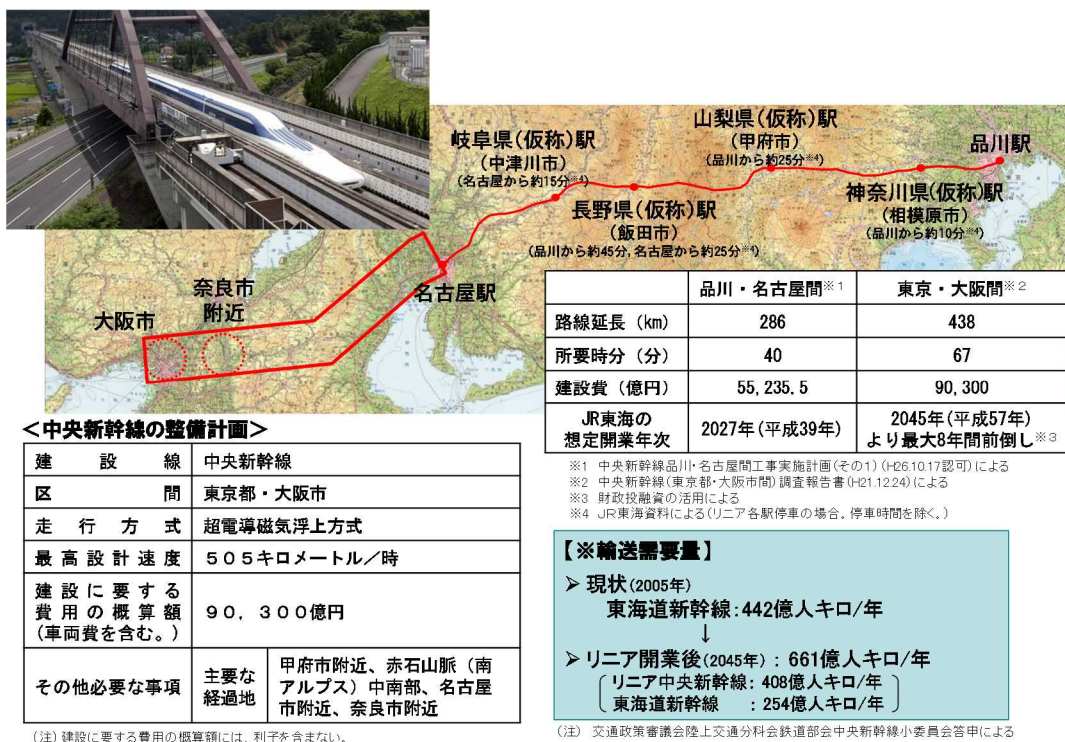 岐阜県(仮称)駅
(中津川市)
(名古屋から約15分※4)
山梨県(仮称)駅
(甲府市)
(品川から約25分※4)
品川駅
長野県(仮称)駅
(飯田市)
(品川から約45分,名古屋から約25分※4)
神奈川県(仮称)駅
(相模原市)
(品川から約10分※4)
名古屋駅
奈良市
附近
大阪市
品川・名古屋間※1 東京・大阪間※2
路線延長（km） 286 438
所要時分（分） 40 67
建設費（億円） 55,235.5 90,300
JR東海の
想定開業年次 2027年(平成39年) 2045年(平成57年)
より最大8年間前倒し※3
※1 中央新幹線品川・名古屋間工事実施計画(その1)(H26.10.17認可)による
※2 中央新幹線(東京都・大阪市間)調査報告書(H21.12.24)による
※3 財政投融資の活用による
※4 JR東海資料による(リニア各駅停車の場合。停車時間を除く。)
＜中央新幹線の整備計画＞
建設線 中央新幹線
区間 東京都・大阪市
走行方式 超電導磁気浮上方式
最高設計速度 ５０５キロメートル／時
建設に要する
費用の概算額
(車両費を含む。) ９０，３００億円
その他必要な事項 主要な
経過地 甲府市附近、赤石山脈（南
アルプス）中南部、名古屋
市附近、奈良市附近
(注)建設に要する費用の概算額には、利子を含まない。
【※輸送需要量】
➢ 現状(2005年)
東海道新幹線：442億人キロ/年
↓
➢ リニア開業後(2045年)：661億人キロ/年
リニア中央新幹線：408億人キロ/年
東海道新幹線 ：254億人キロ/年
(注) 交通政策審議会陸上交通分科会鉄道部会中央新幹線小委員会答申による